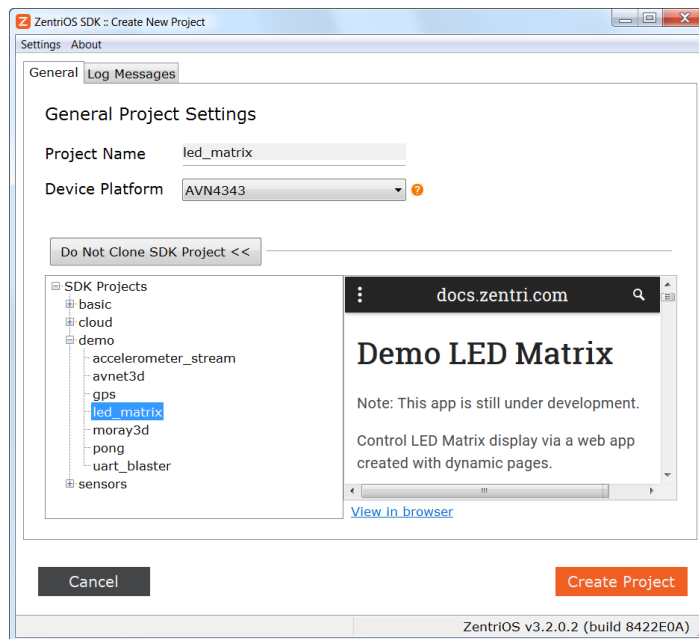 ZentriOS SDK :: Create New Project
Settings About
General Log Messages
General Project Settings
Project Name led_matrix
Device Platform AVN4343
Do Not Clone SDK Project <<
SDK Projects
basic
cloud
demo
accelerometer_stream
avnet3d
gps
led_matrix
moray3d
pong
uart_blaster
sensors
docs.zentri.com
Demo LED Matrix
Note: This app is still under development.
Control LED Matrix display via a web app
created with dynamic pages.
View in browser
Cancel
Create Project
ZentriOS v3.2.0.2 (build 8422E0A)